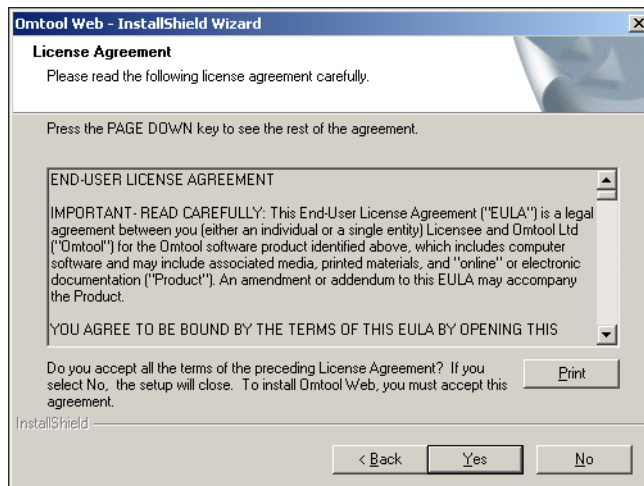 Omtool Web - InstallShield Wizard
License Agreement
Please read the following license agreement carefully.
Press the PAGE DOWN key to see the rest of the agreement.
END-USER LICENSE AGREEMENT
IMPORTANT- READ CAREFULLY: This End-User License Agreement ("EULA") is a legal
agreement between you (either an individual or a single entity) Licensee and Omtool Ltd
("Omtool") for the Omtool software product identified above, which includes computer
software and may include associated media, printed materials, and "online" or electronic
documentation ("Product"). An amendment or addendum to this EULA may accompany
the Product.
YOU AGREE TO BE BOUND BY THE TERMS OF THIS EULA BY OPENING THIS
Do you accept all the terms of the preceding License Agreement? If you
select No, the setup will close. To install Omtool Web, you must accept this
agreement.
Print
InstallShield
< Back
Yes
No